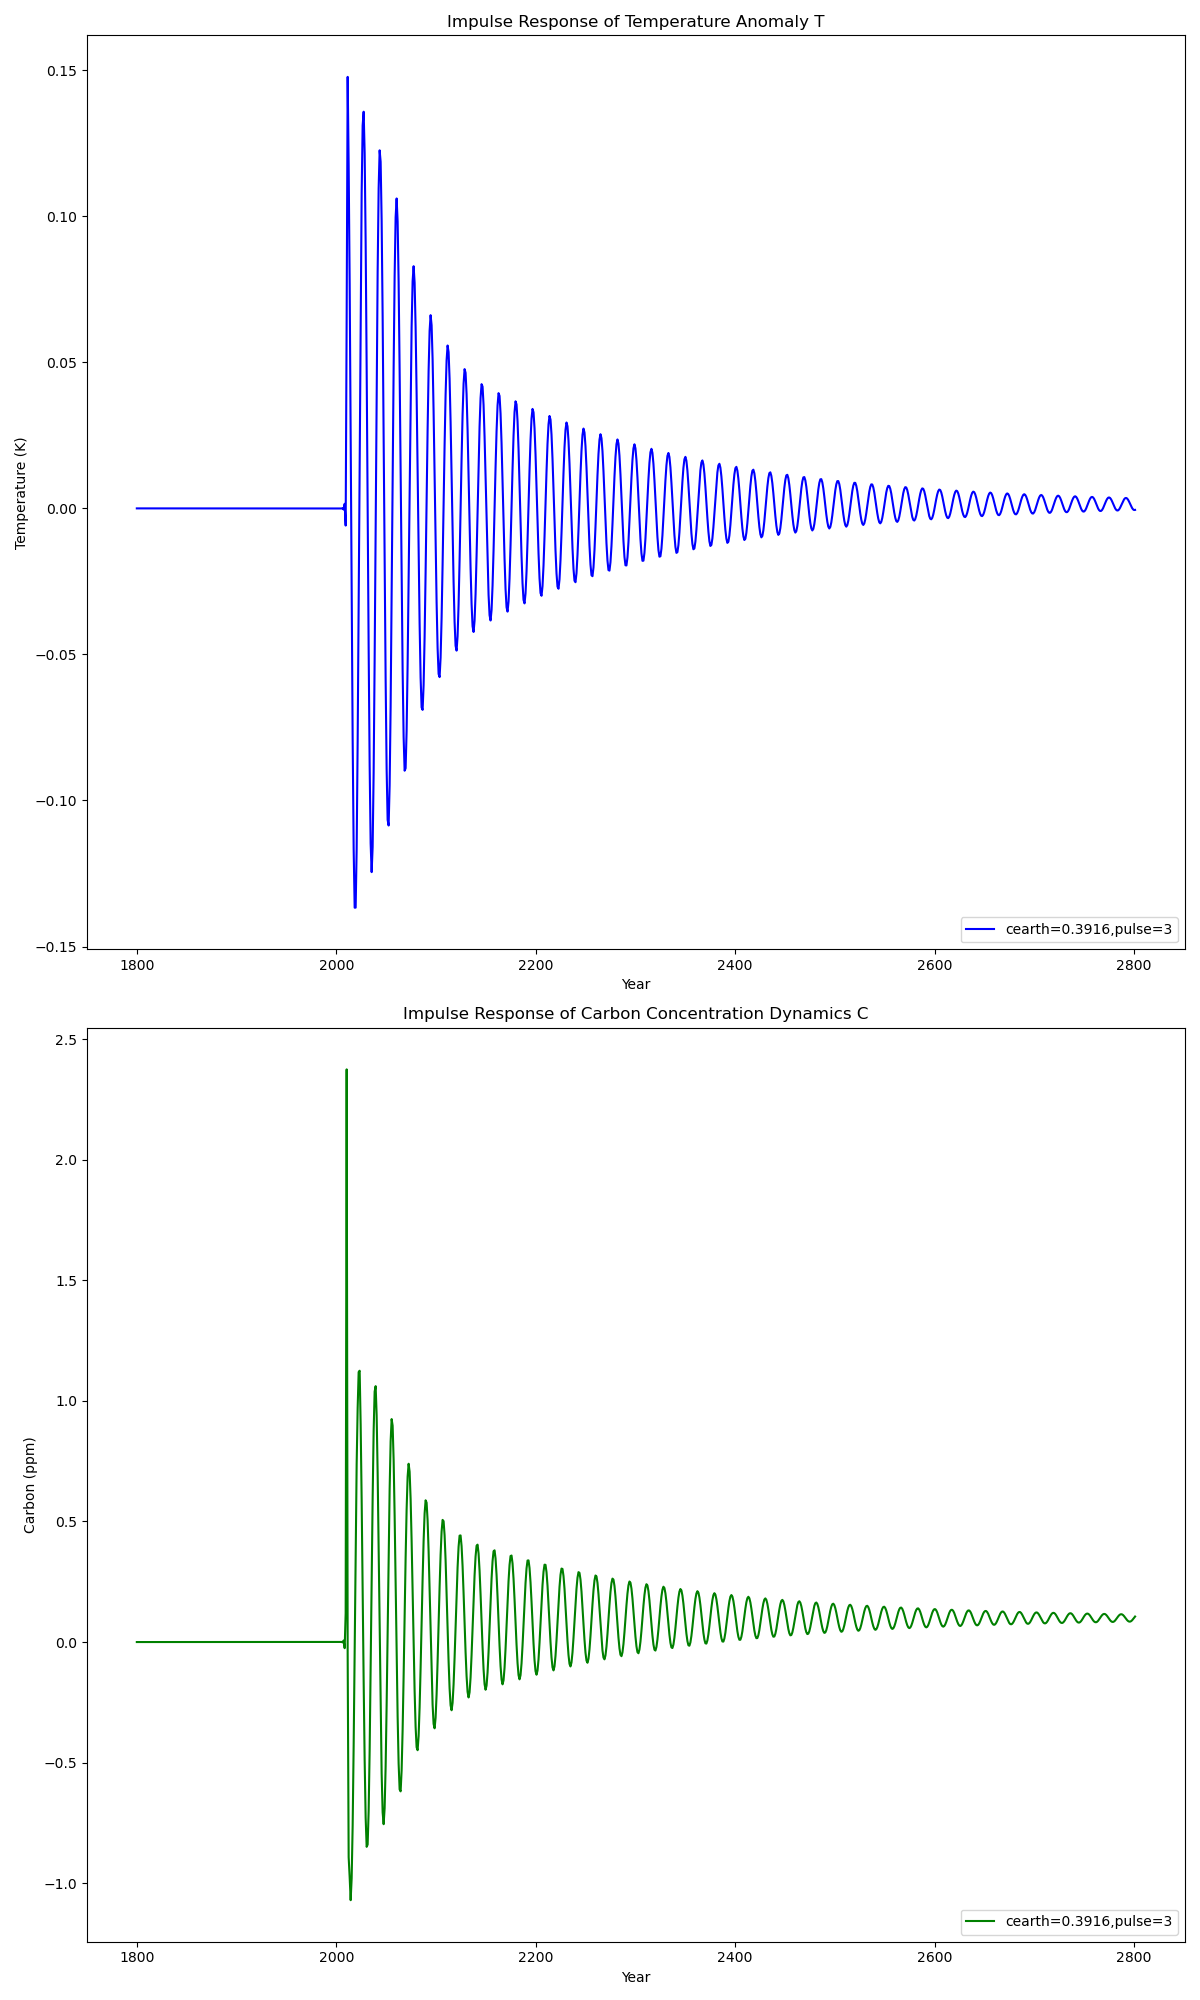 Impulse Response of Temperature Anomaly T
0.15
0.10
0.05
0.00
−0.05
−0.10
−0.15
Temperature (K)
cearth=0.3916,pulse=3
1800 2000 2200 2400 2600 2800
Year
Impulse Response of Carbon Concentration Dynamics C
2.5
2.0
1.5
1.0
0.5
0.0
−0.5
−1.0
Carbon (ppm)
cearth=0.3916,pulse=3
1800 2000 2200 2400 2600 2800
Year